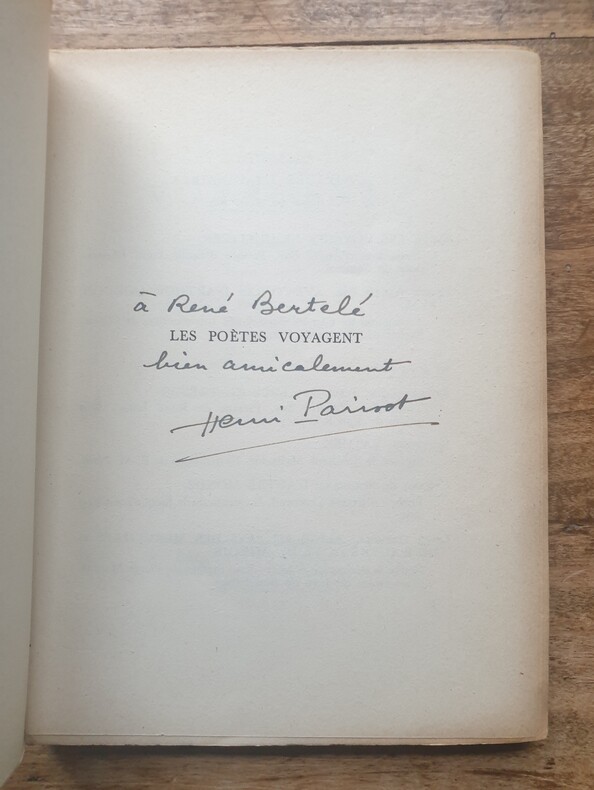 à René Bertelé
LES POÈTES VOYAGENT
bien amicalement
Henri Parisot